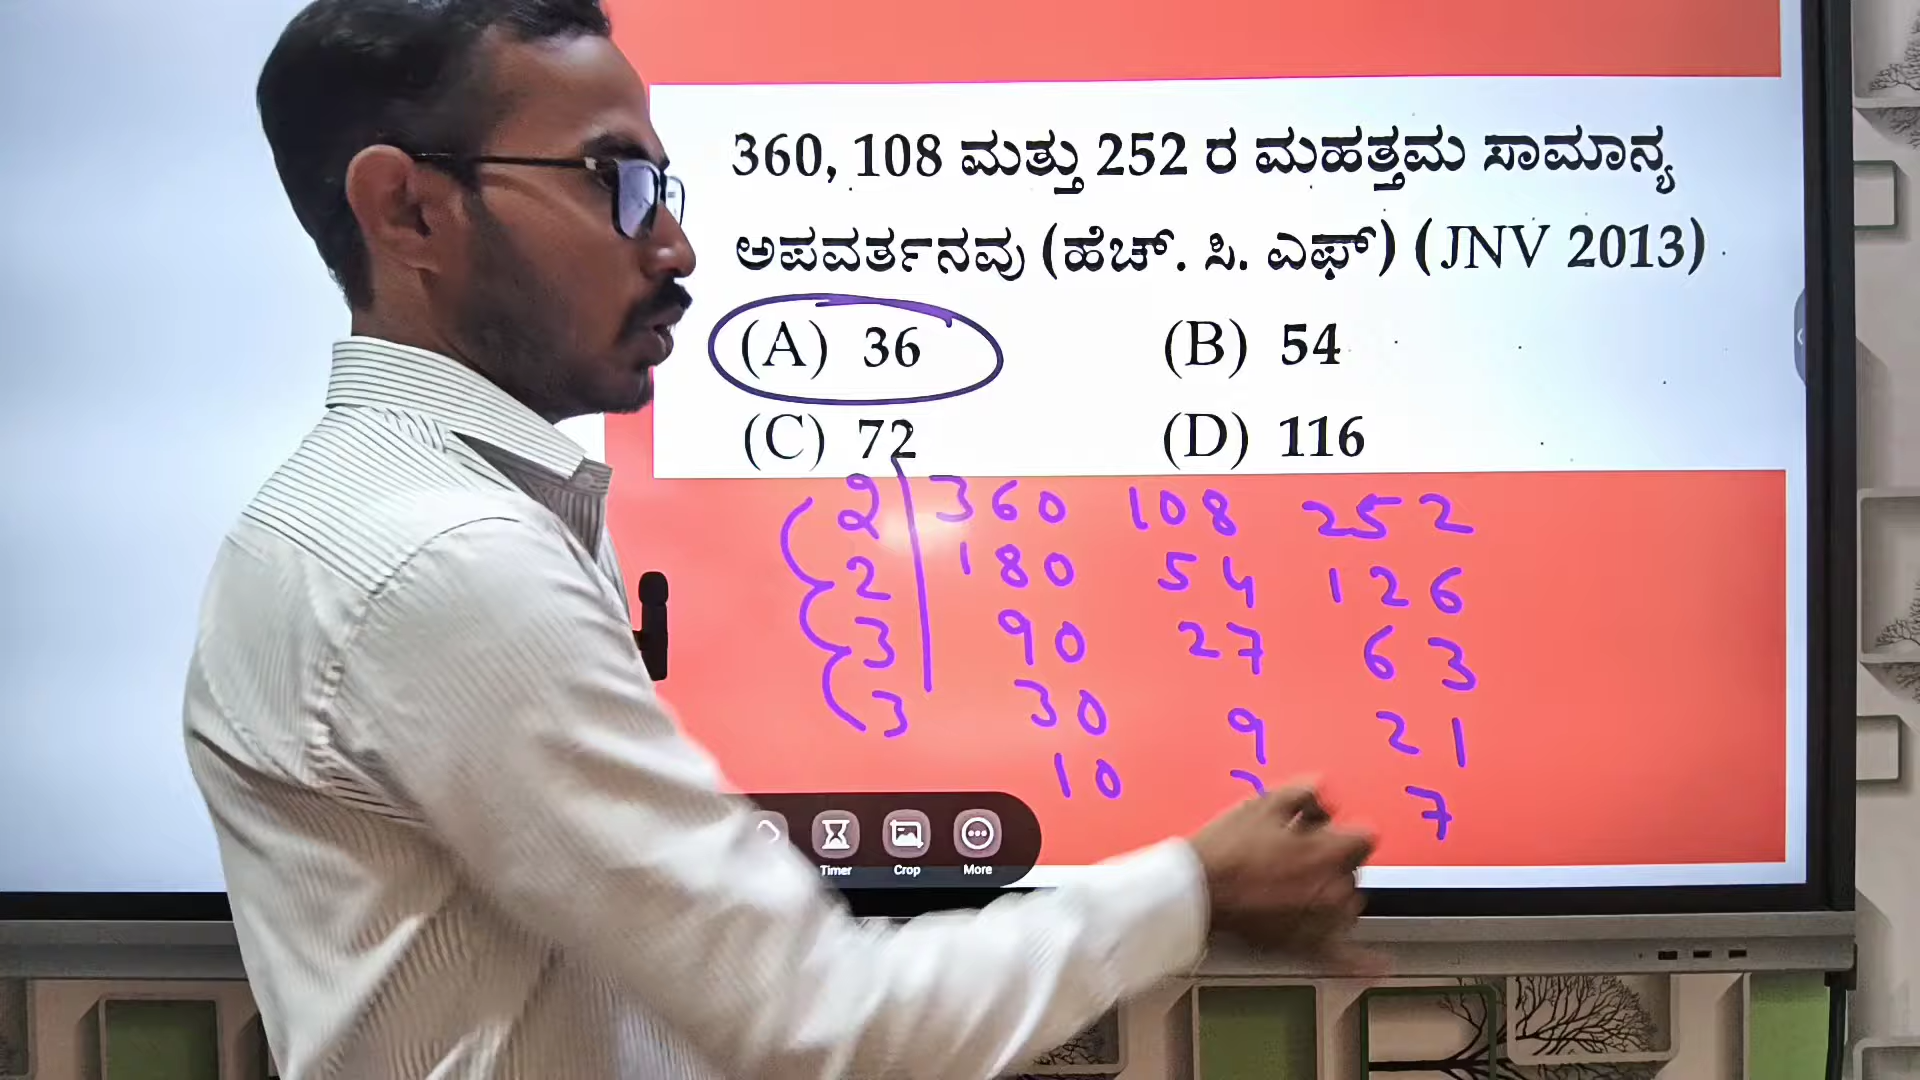 360, 108 ಮತ್ತು 252 ರ ಮಹತ್ತಮ ಸಾಮಾನ್ಯ
ಅಪವರ್ತನವು (ಹೆಚ್. ಸಿ. ಎಫ್) (JNV 2013)
(A) 36 (B) 54
(C) 72 (D) 116
2 360 108 252
2 180 54 126
3 90 27 63
3 30 9 21
10 7
Timer Crop More